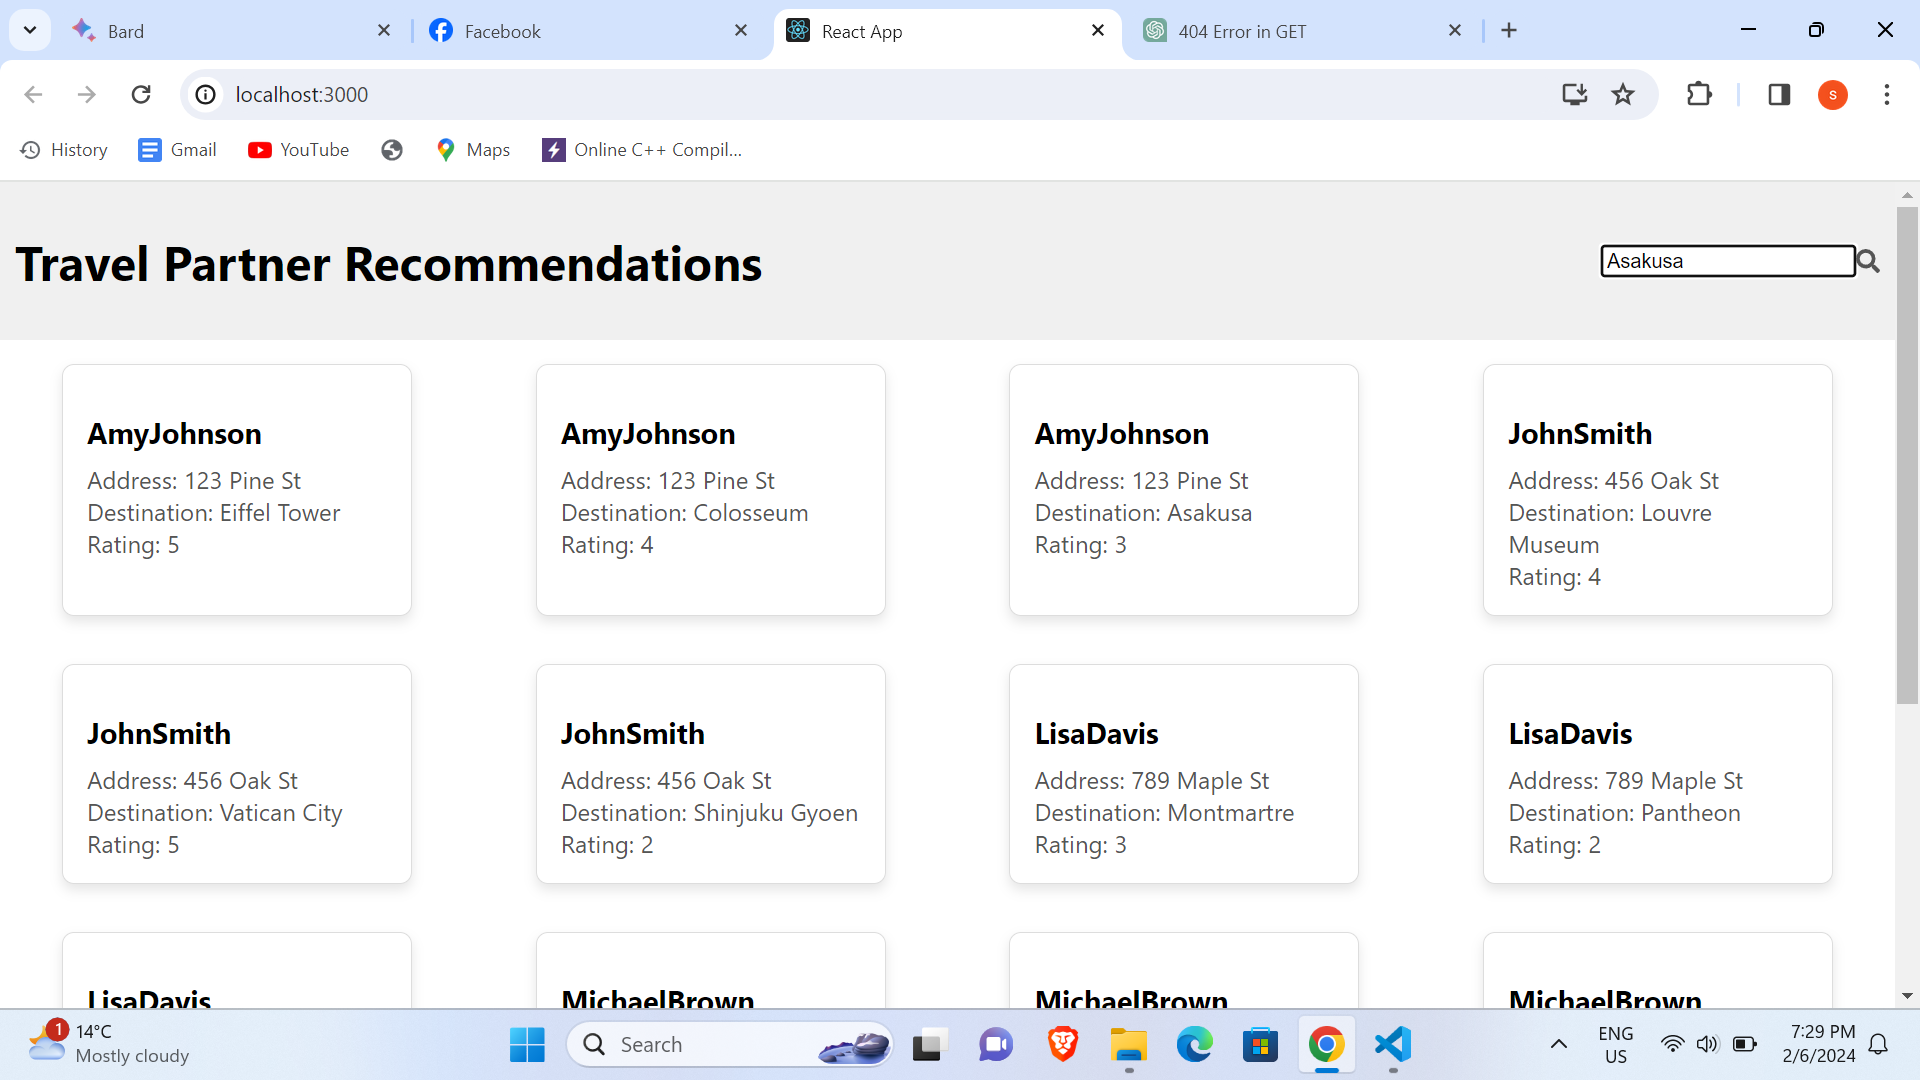 Bard
Facebook
React App
404 Error in GET
localhost:3000
s
History
Gmail
YouTube
Maps
Online C++ Compil...
Travel Partner Recommendations
Asakusa
AmyJohnson
Address: 123 Pine St
Destination: Eiffel Tower
Rating: 5
AmyJohnson
Address: 123 Pine St
Destination: Colosseum
Rating: 4
AmyJohnson
Address: 123 Pine St
Destination: Asakusa
Rating: 3
JohnSmith
Address: 456 Oak St
Destination: Louvre
Museum
Rating: 4
JohnSmith
Address: 456 Oak St
Destination: Vatican City
Rating: 5
JohnSmith
Address: 456 Oak St
Destination: Shinjuku Gyoen
Rating: 2
LisaDavis
Address: 789 Maple St
Destination: Montmartre
Rating: 3
LisaDavis
Address: 789 Maple St
Destination: Pantheon
Rating: 2
LisaDavis
MichaelBrown
MichaelBrown
MichaelBrown
1
14°C
Mostly cloudy
Search
ENG
US
7:29 PM
2/6/2024